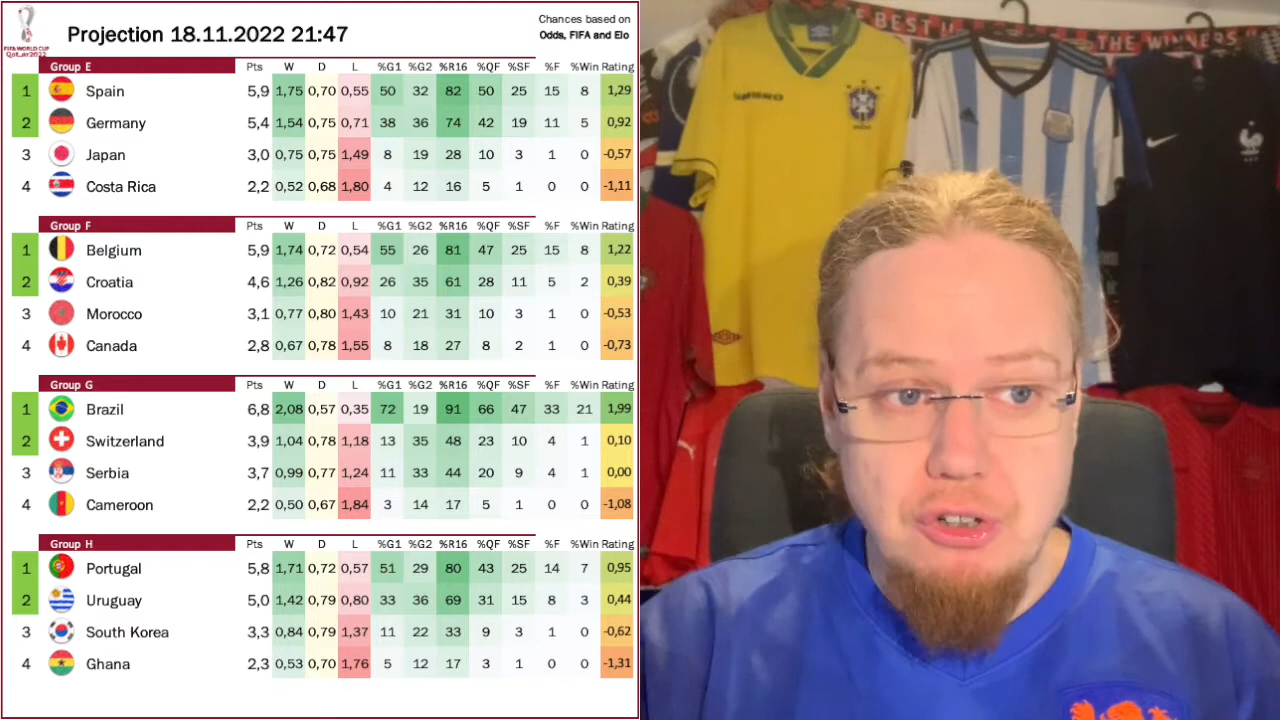 Projection 18.11.2022 21:47
Chances based on
Odds, FIFA and Elo
FIFA WORLD CUP
Qatar2022
Group E Pts W D L %G1 %G2 %R16 %QF %SF %F %Win Rating
1 Spain 5,9 1,75 0,70 0,55 50 32 82 50 25 15 8 1,29
2 Germany 5,4 1,54 0,75 0,71 38 36 74 42 19 11 5 0,92
3 Japan 3,0 0,75 0,75 1,49 8 19 28 10 3 1 0 -0,57
4 Costa Rica 2,2 0,52 0,68 1,80 4 12 16 5 1 0 0 -1,11
Group F Pts W D L %G1 %G2 %R16 %QF %SF %F %Win Rating
1 Belgium 5,9 1,74 0,72 0,54 55 26 81 47 25 15 8 1,22
2 Croatia 4,6 1,26 0,82 0,92 26 35 61 28 11 5 2 0,39
3 Morocco 3,1 0,77 0,80 1,43 10 21 31 10 3 1 0 -0,53
4 Canada 2,8 0,67 0,78 1,55 8 18 27 8 2 1 0 -0,73
Group G Pts W D L %G1 %G2 %R16 %QF %SF %F %Win Rating
1 Brazil 6,8 2,08 0,57 0,35 72 19 91 66 47 33 21 1,99
2 Switzerland 3,9 1,04 0,78 1,18 13 35 48 23 10 4 1 0,10
3 Serbia 3,7 0,99 0,77 1,24 11 33 44 20 9 4 1 0,00
4 Cameroon 2,2 0,50 0,67 1,84 3 14 17 5 1 0 0 -1,08
Group H Pts W D L %G1 %G2 %R16 %QF %SF %F %Win Rating
1 Portugal 5,8 1,71 0,72 0,57 51 29 80 43 25 14 7 0,95
2 Uruguay 5,0 1,42 0,79 0,80 33 36 69 31 15 8 3 0,44
3 South Korea 3,3 0,84 0,79 1,37 11 22 33 9 3 1 0 -0,62
4 Ghana 2,3 0,53 0,70 1,76 5 12 17 3 1 0 0 -1,31
BEST M
THE WINNERS
UMBRO